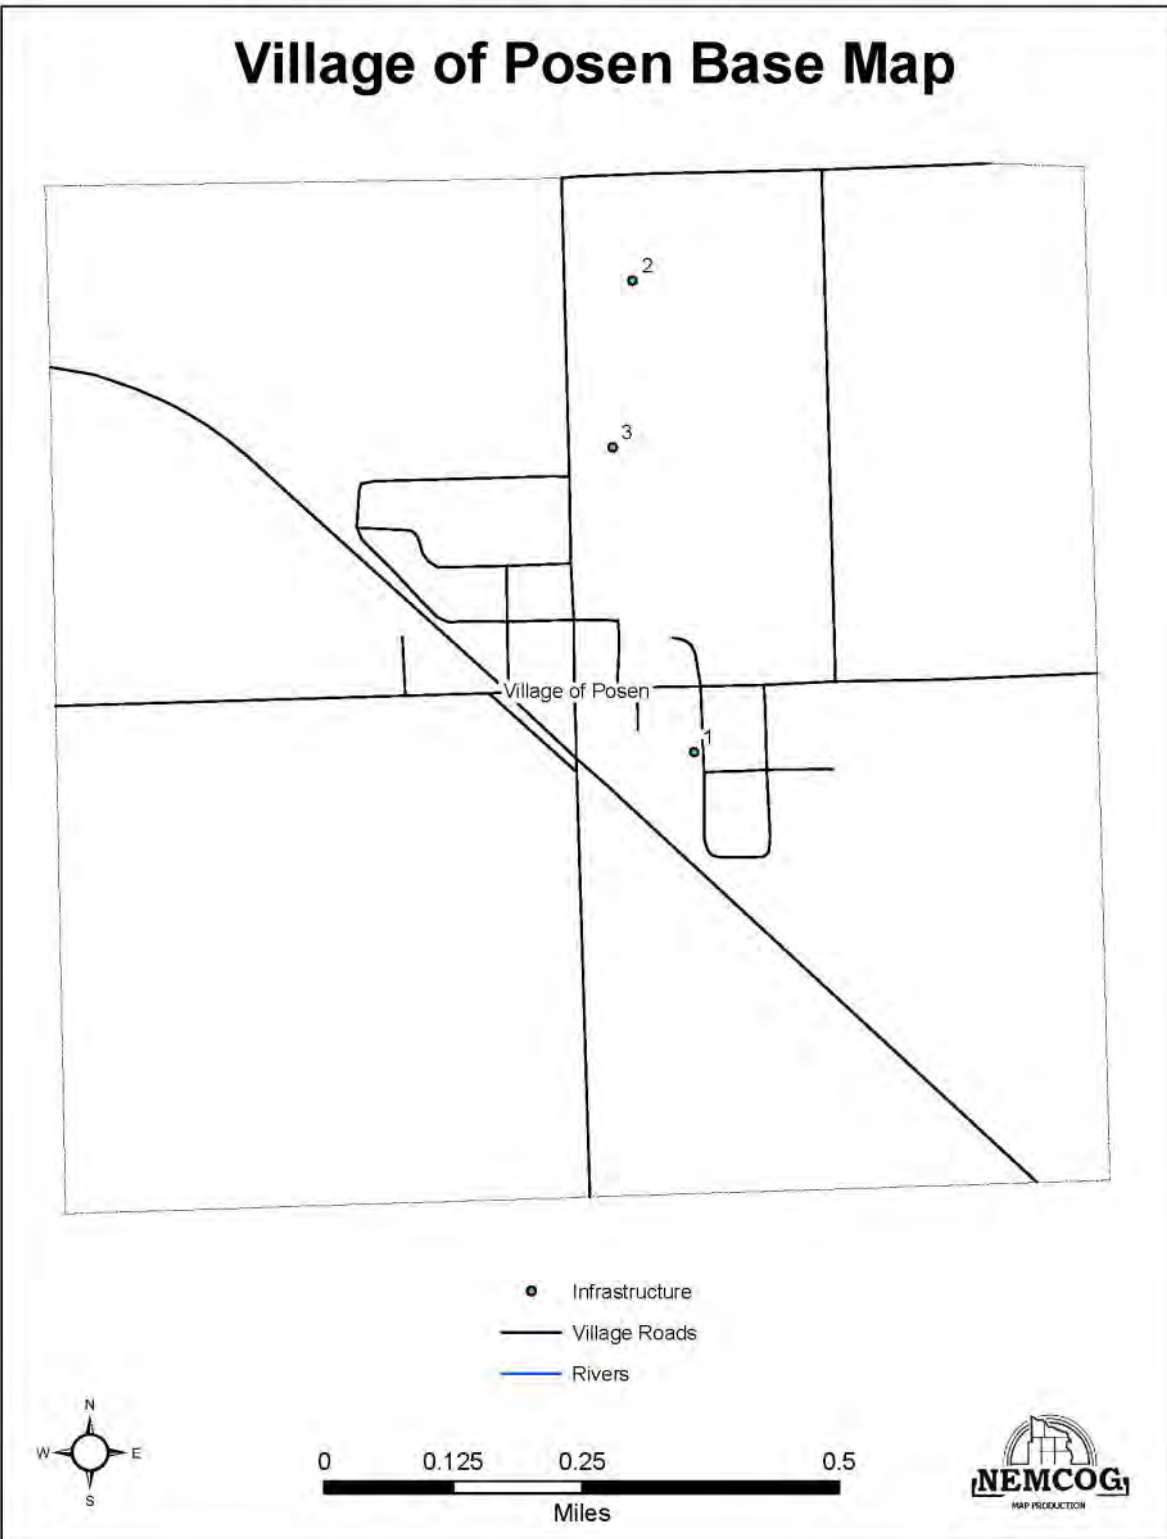 Village of Posen Base Map
2
3
Village of Posen
1
Infrastructure
Village Roads
Rivers
N
W E
S
0 0.125 0.25 0.5
Miles
NEMCOG
MAP PRODUCTION